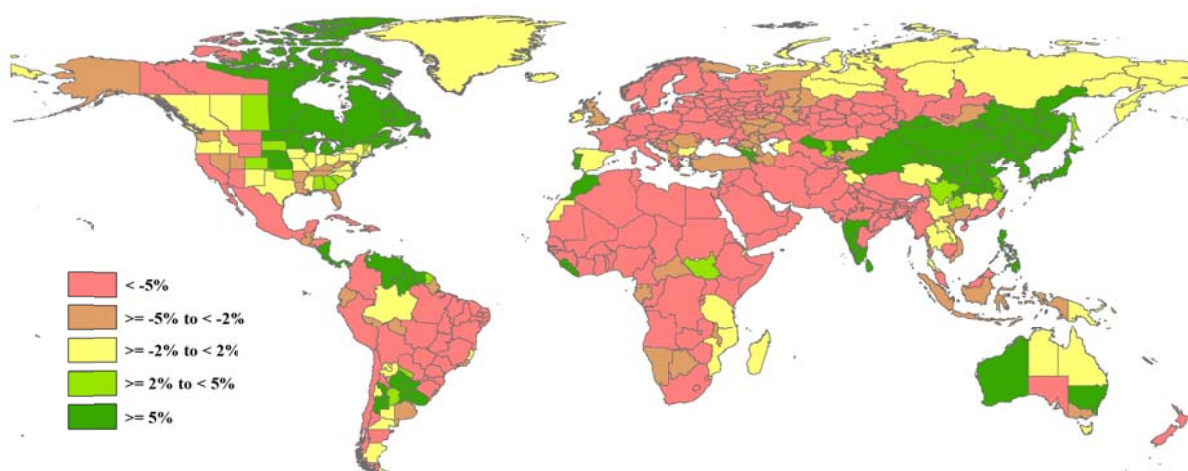 < -5%
>= -5% to < -2%
>= -2% to < 2%
>= 2% to < 5%
>= 5%